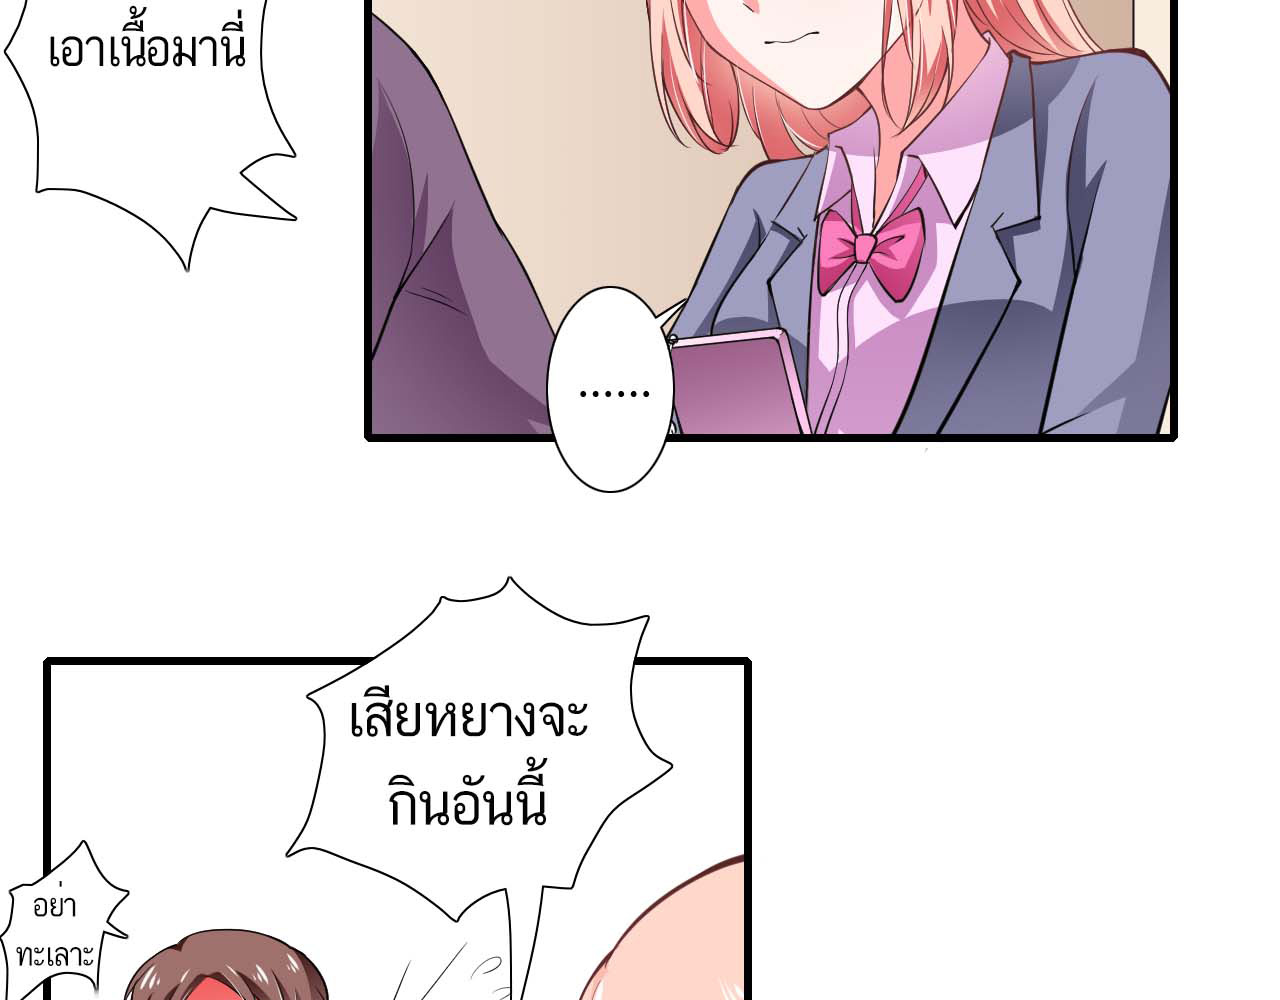 เอาเนื้อมานี่
......
เสียหยางจะ
กินอันนี้
อย่า
ทะเลาะ